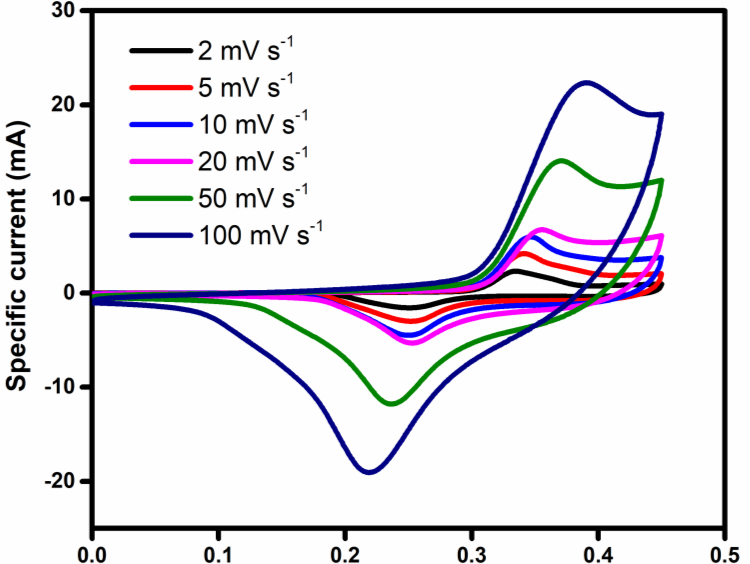 30
20
10
0
-10
-20
Specific current (mA)
2 mV s⁻¹
5 mV s⁻¹
10 mV s⁻¹
20 mV s⁻¹
50 mV s⁻¹
100 mV s⁻¹
0.0 0.1 0.2 0.3 0.4 0.5